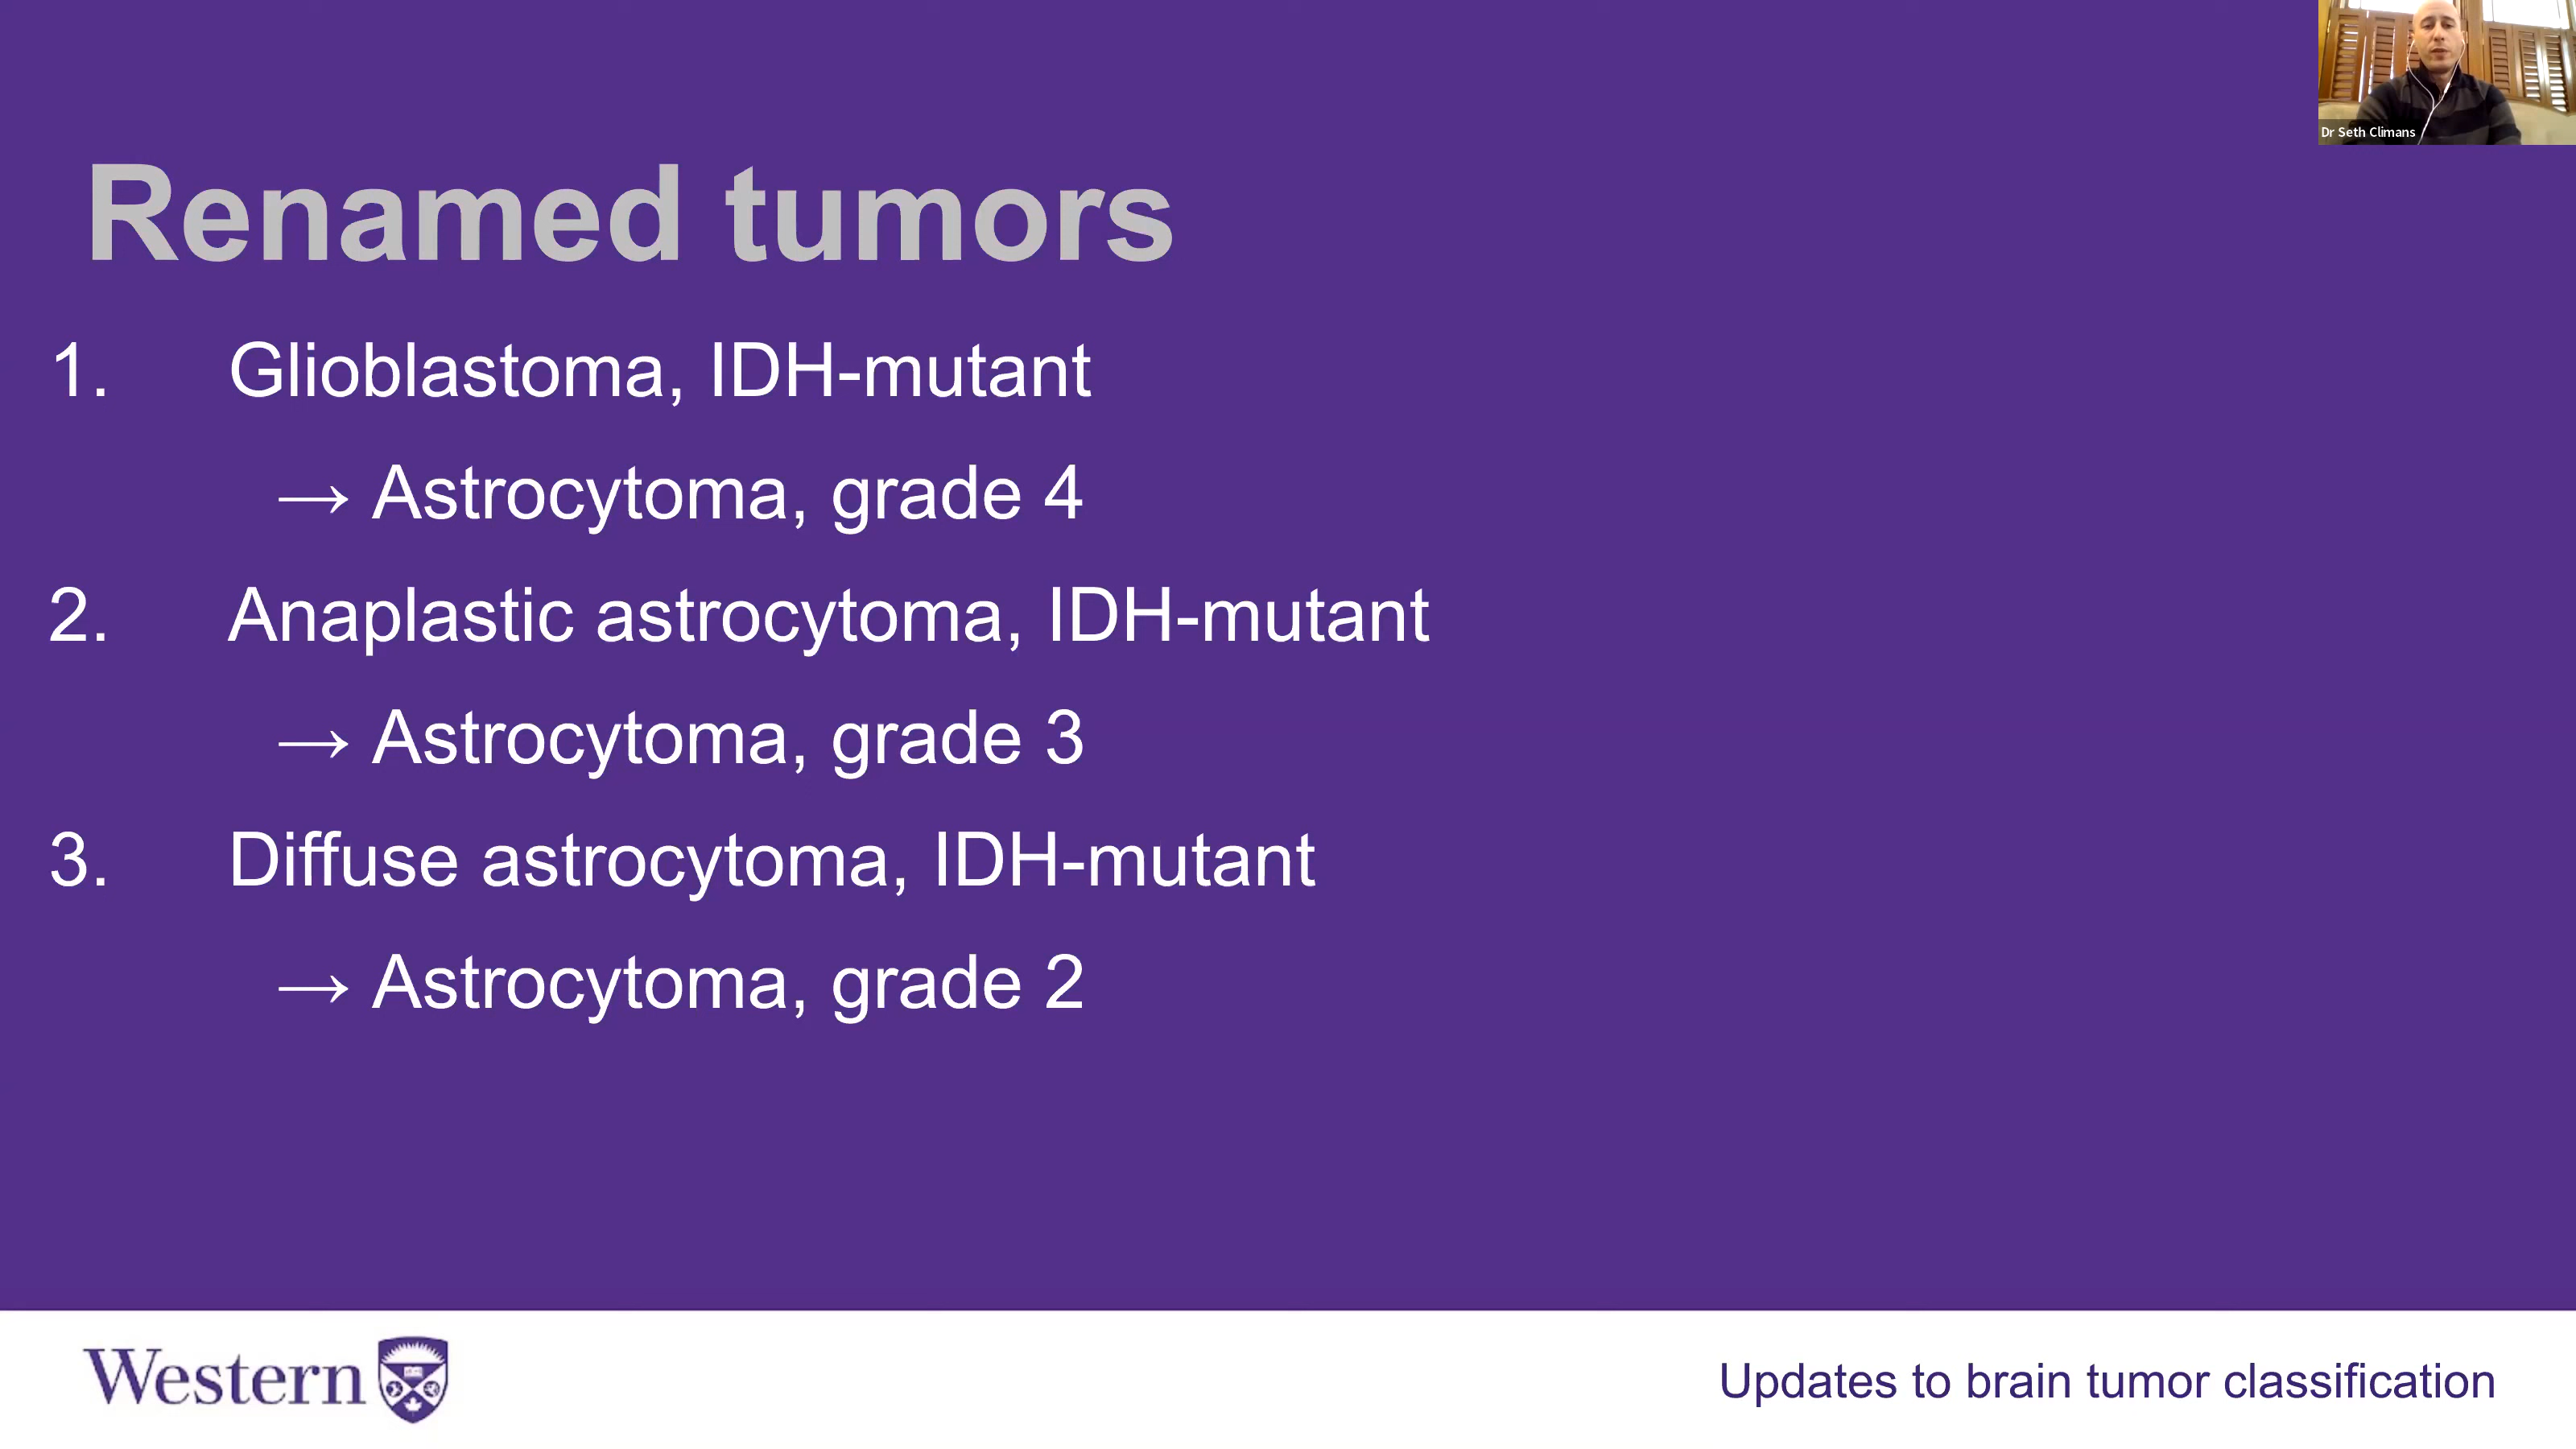 Dr Seth Climans
Renamed tumors
1. Glioblastoma, IDH-mutant
→ Astrocytoma, grade 4
2. Anaplastic astrocytoma, IDH-mutant
→ Astrocytoma, grade 3
3. Diffuse astrocytoma, IDH-mutant
→ Astrocytoma, grade 2
Western
Updates to brain tumor classification